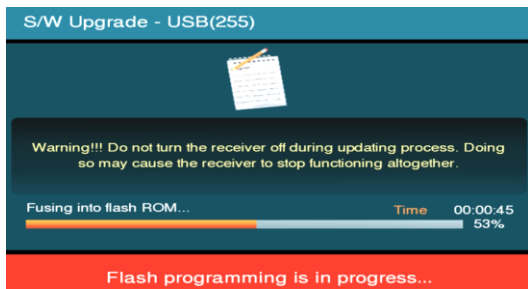 S/W Upgrade - USB(255)
Warning!!! Do not turn the receiver off during updating process. Doing
so may cause the receiver to stop functioning altogether.
Fusing into flash ROM... Time 00:00:45
53%
Flash programming is in progress...